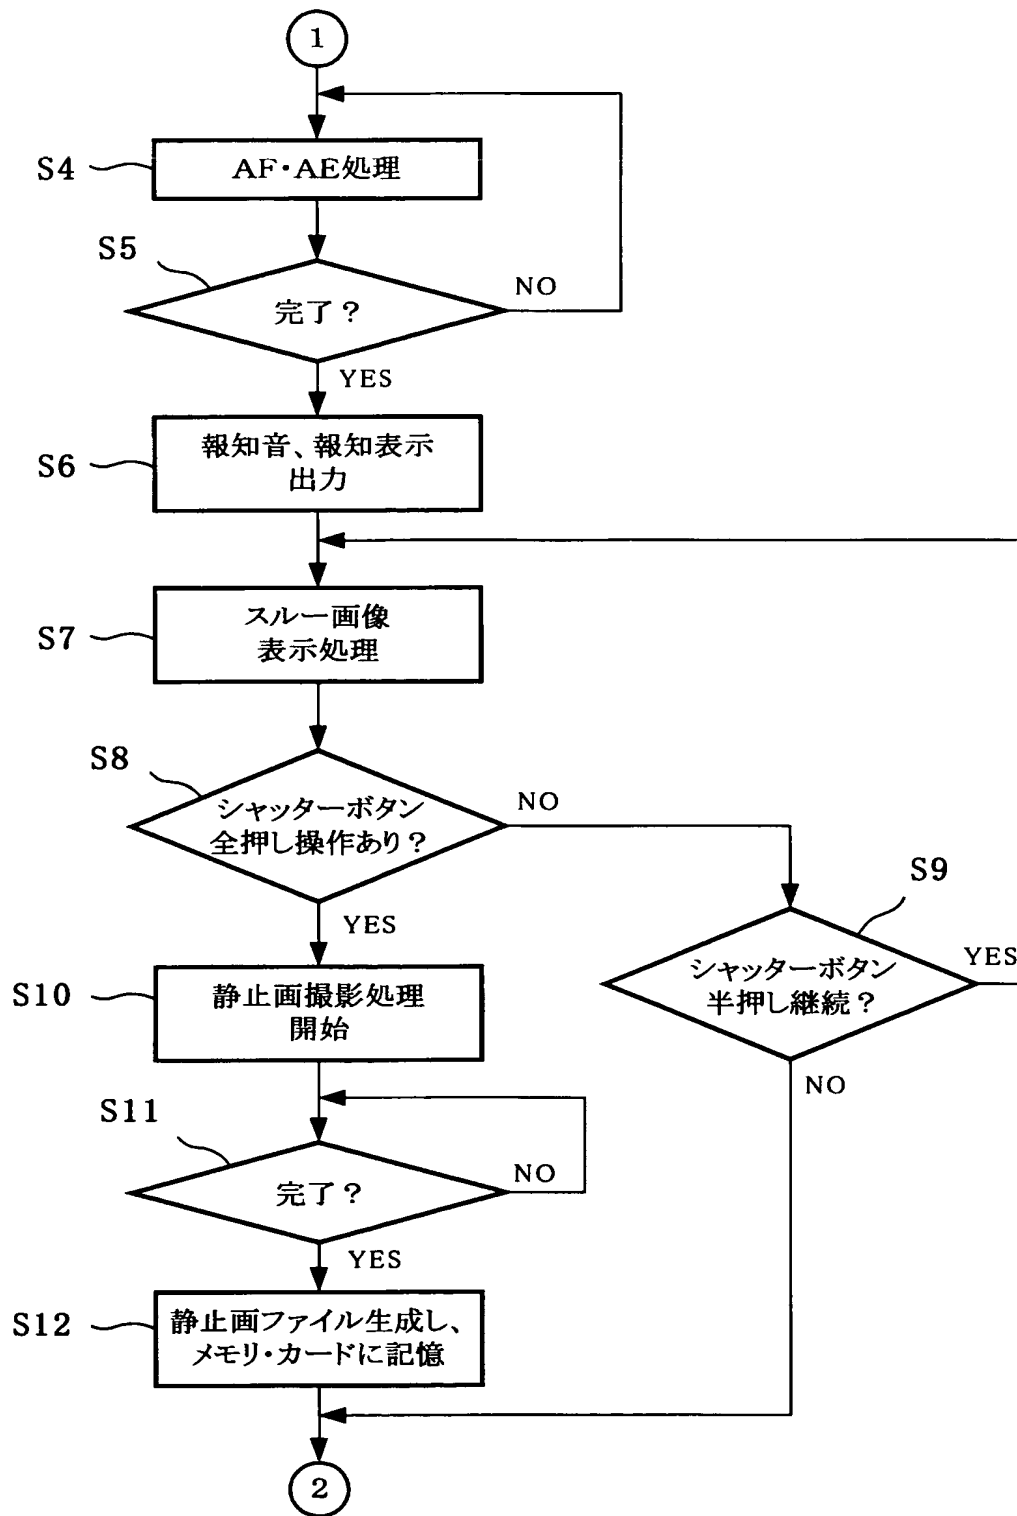 1
S4
AF・AE処理
S5
完了？
NO
YES
S6
報知音、報知表示
出力
S7
スルー画像
表示処理
S8
シャッターボタン
全押し操作あり？
NO
YES
S9
シャッターボタン
半押し継続？
YES
NO
S10
静止画撮影処理
開始
S11
完了？
NO
YES
S12
静止画ファイル生成し、
メモリ・カードに記憶
2